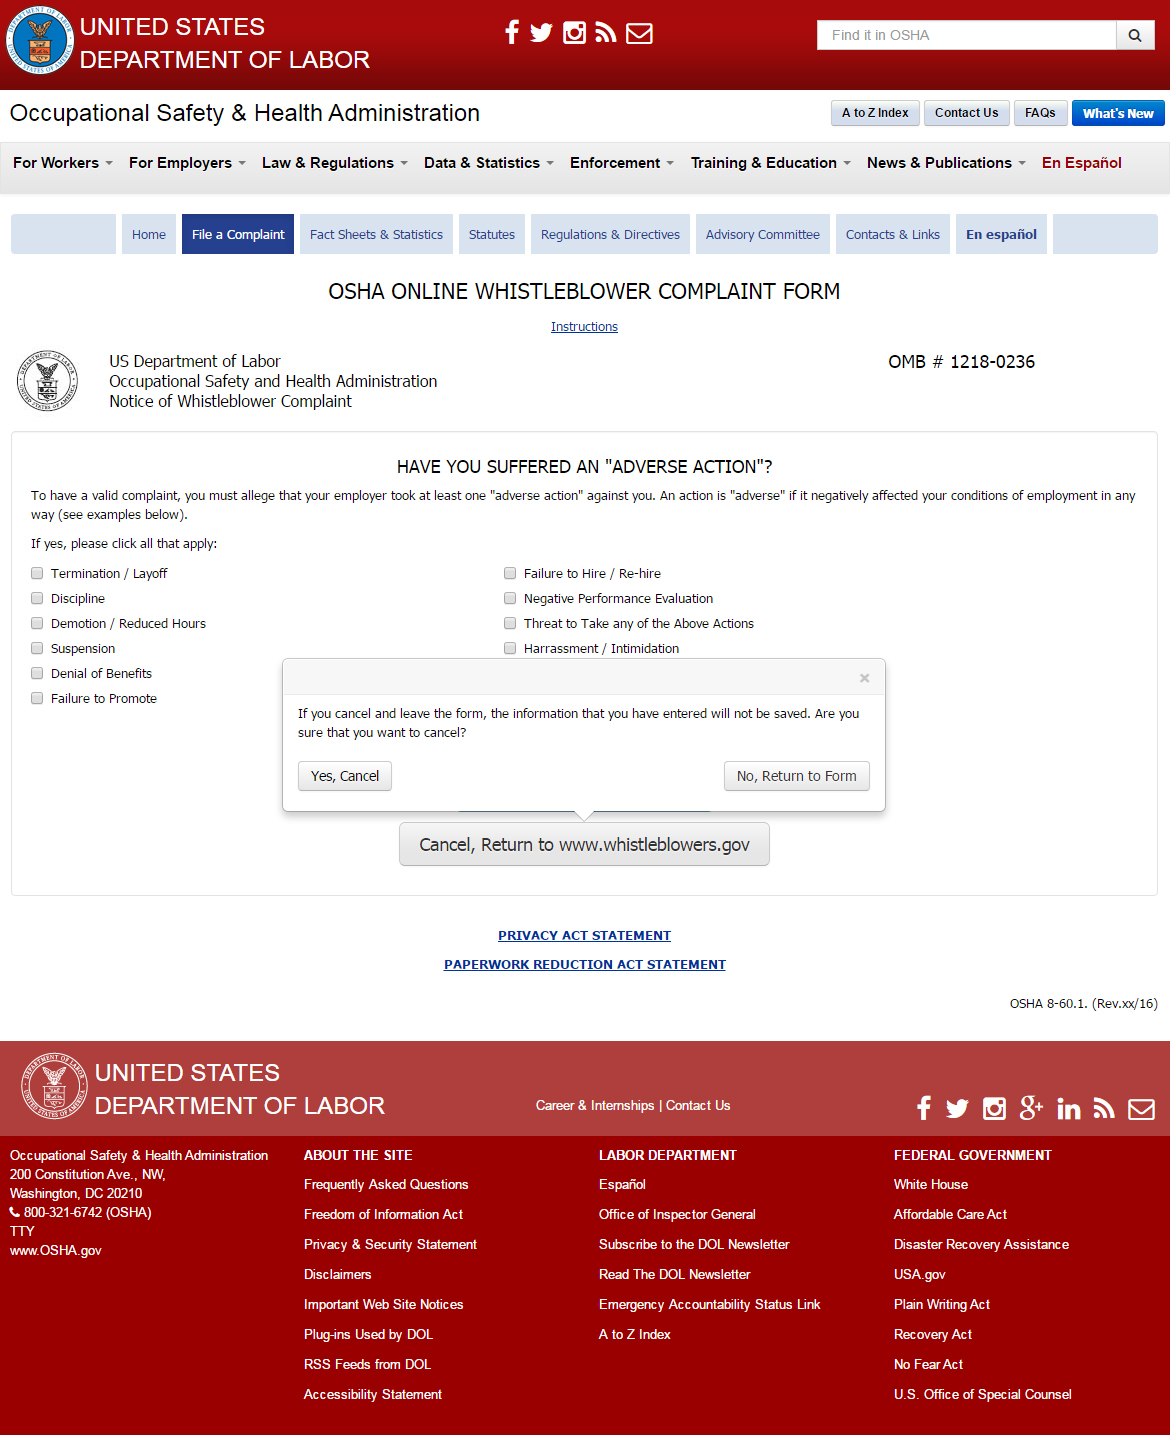 UNITED STATES
DEPARTMENT OF LABOR
Find it in OSHA
Occupational Safety & Health Administration
A to Z Index Contact Us FAQs What's New
For Workers For Employers Law & Regulations Data & Statistics Enforcement Training & Education News & Publications En Español
Home File a Complaint Fact Sheets & Statistics Statutes Regulations & Directives Advisory Committee Contacts & Links En español
OSHA ONLINE WHISTLEBLOWER COMPLAINT FORM
Instructions
US Department of Labor
Occupational Safety and Health Administration
Notice of Whistleblower Complaint
OMB # 1218-0236
HAVE YOU SUFFERED AN "ADVERSE ACTION"?
To have a valid complaint, you must allege that your employer took at least one "adverse action" against you. An action is "adverse" if it negatively affected your conditions of employment in any
way (see examples below).
If yes, please click all that apply:
Termination / Layoff
Discipline
Demotion / Reduced Hours
Suspension
Denial of Benefits
Failure to Promote
Failure to Hire / Re-hire
Negative Performance Evaluation
Threat to Take any of the Above Actions
Harrassment / Intimidation
×
If you cancel and leave the form, the information that you have entered will not be saved. Are you
sure that you want to cancel?
Yes, Cancel No, Return to Form
Cancel, Return to www.whistleblowers.gov
PRIVACY ACT STATEMENT
PAPERWORK REDUCTION ACT STATEMENT
OSHA 8-60.1. (Rev.xx/16)
UNITED STATES
DEPARTMENT OF LABOR
Career & Internships | Contact Us
Occupational Safety & Health Administration
200 Constitution Ave., NW,
Washington, DC 20210
800-321-6742 (OSHA)
TTY
www.OSHA.gov
ABOUT THE SITE
Frequently Asked Questions
Freedom of Information Act
Privacy & Security Statement
Disclaimers
Important Web Site Notices
Plug-ins Used by DOL
RSS Feeds from DOL
Accessibility Statement
LABOR DEPARTMENT
Español
Office of Inspector General
Subscribe to the DOL Newsletter
Read The DOL Newsletter
Emergency Accountability Status Link
A to Z Index
FEDERAL GOVERNMENT
White House
Affordable Care Act
Disaster Recovery Assistance
USA.gov
Plain Writing Act
Recovery Act
No Fear Act
U.S. Office of Special Counsel